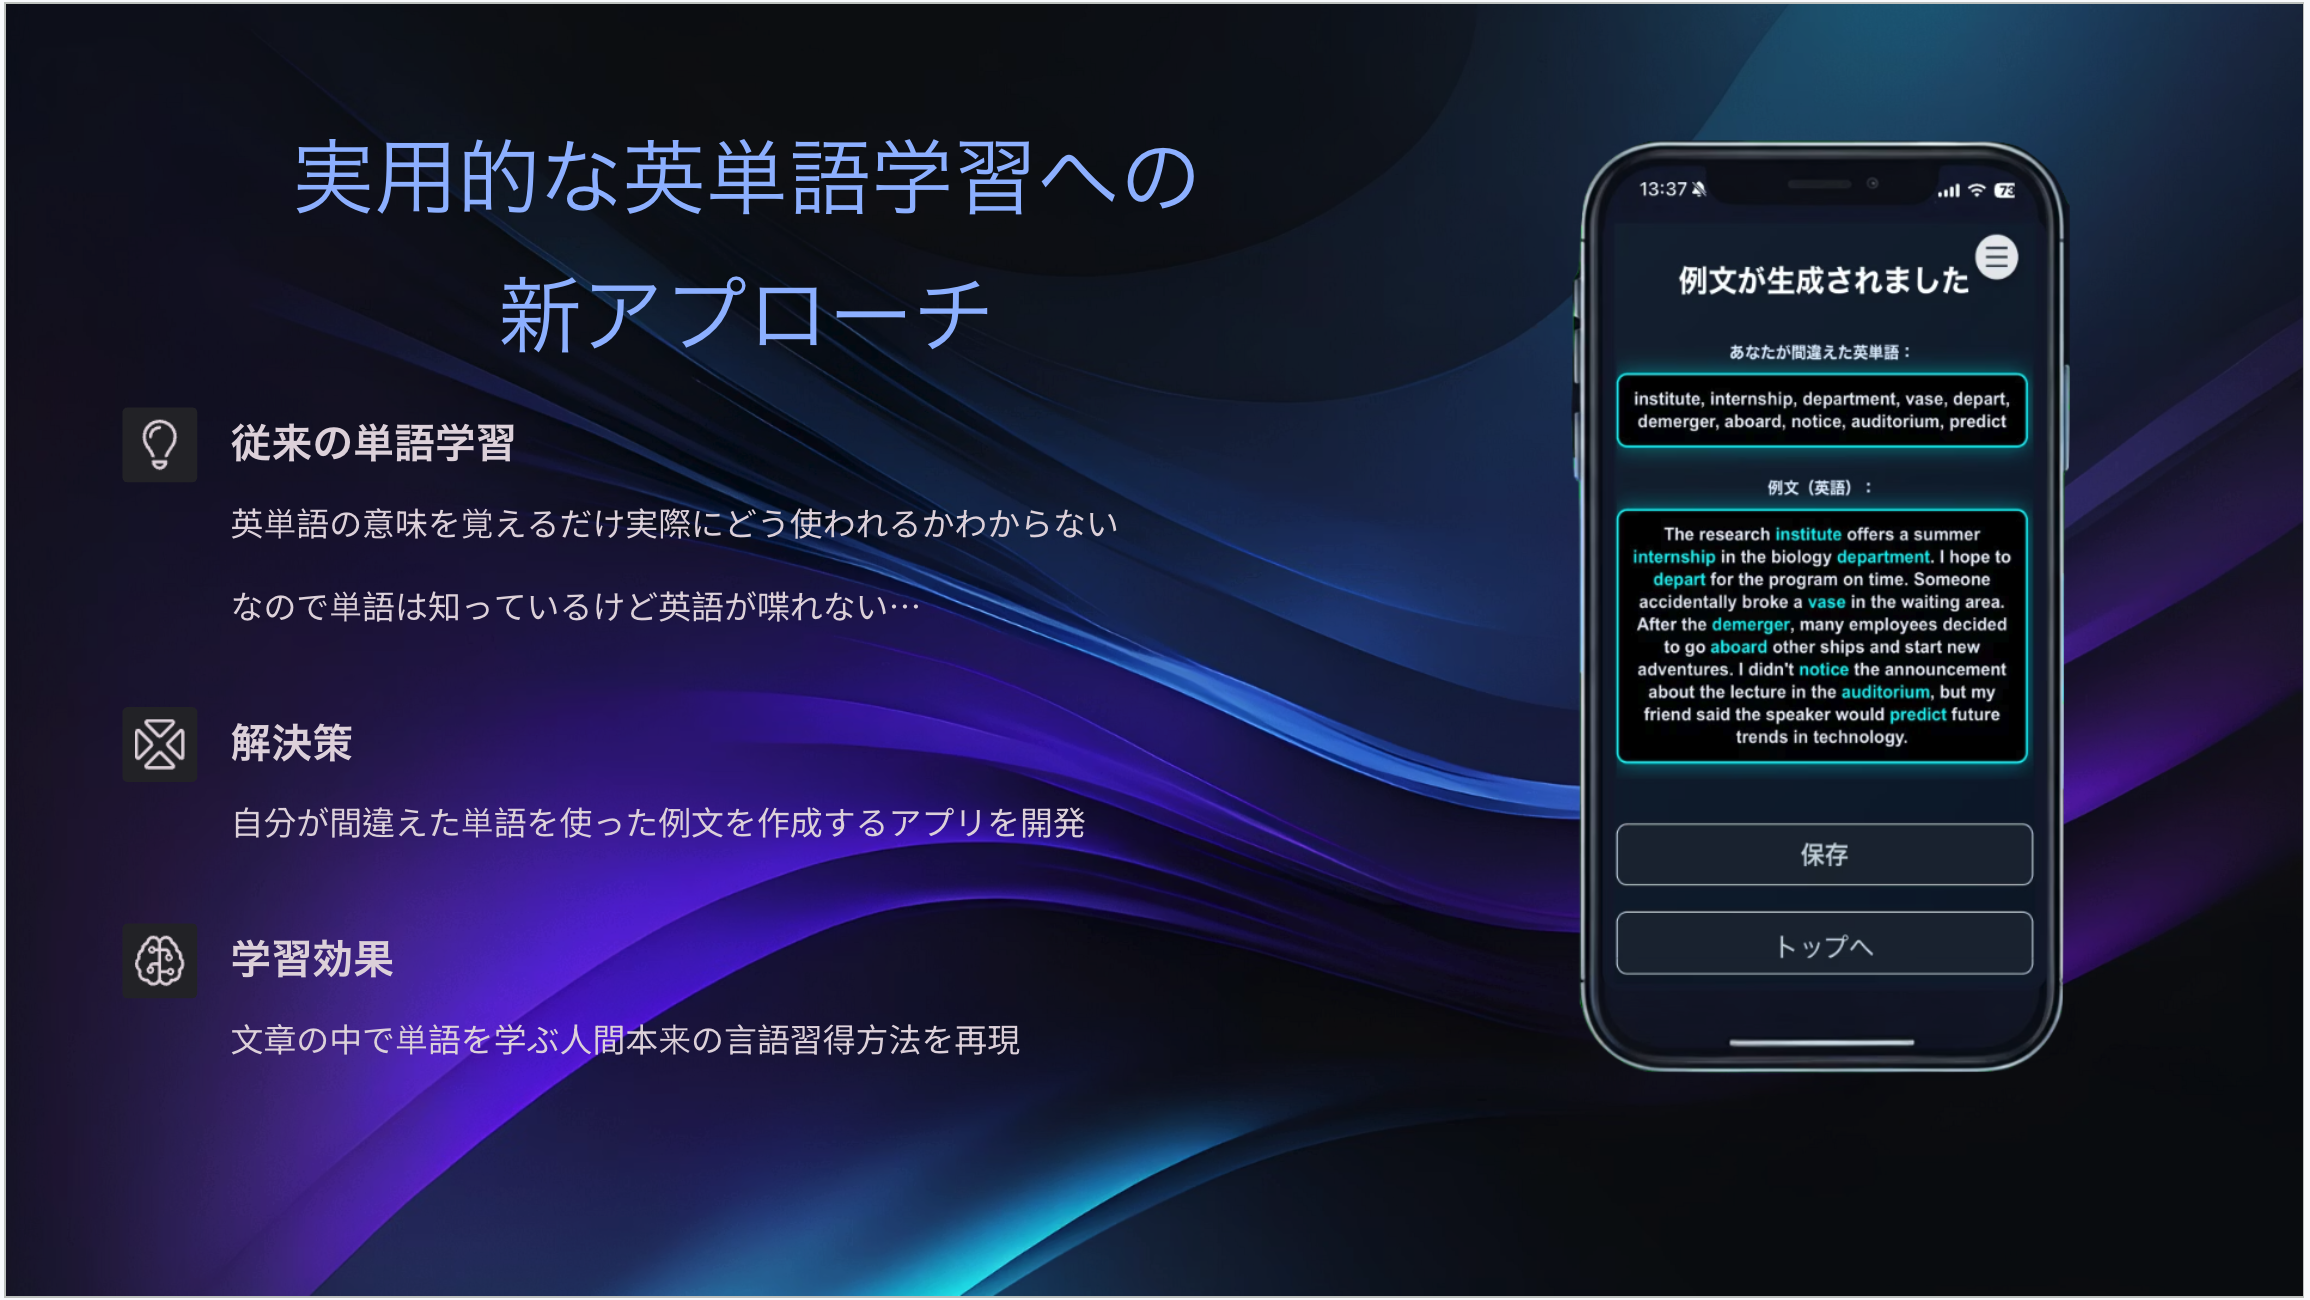 実用的な英単語学習への
新アプローチ
従来の単語学習
英単語の意味を覚えるだけ実際にどう使われるかわからない
なので単語は知っているけど英語が喋れない…
解決策
自分が間違えた単語を使った例文を作成するアプリを開発
学習効果
文章の中で単語を学ぶ人間本来の言語習得方法を再現
13:37
73
例文が生成されました
あなたが間違えた英単語：
institute, internship, department, vase, depart,
demerger, aboard, notice, auditorium, predict
例文（英語）：
The research institute offers a summer
internship in the biology department. I hope to
depart for the program on time. Someone
accidentally broke a vase in the waiting area.
After the demerger, many employees decided
to go aboard other ships and start new
adventures. I didn't notice the announcement
about the lecture in the auditorium, but my
friend said the speaker would predict future
trends in technology.
保存
トップへ